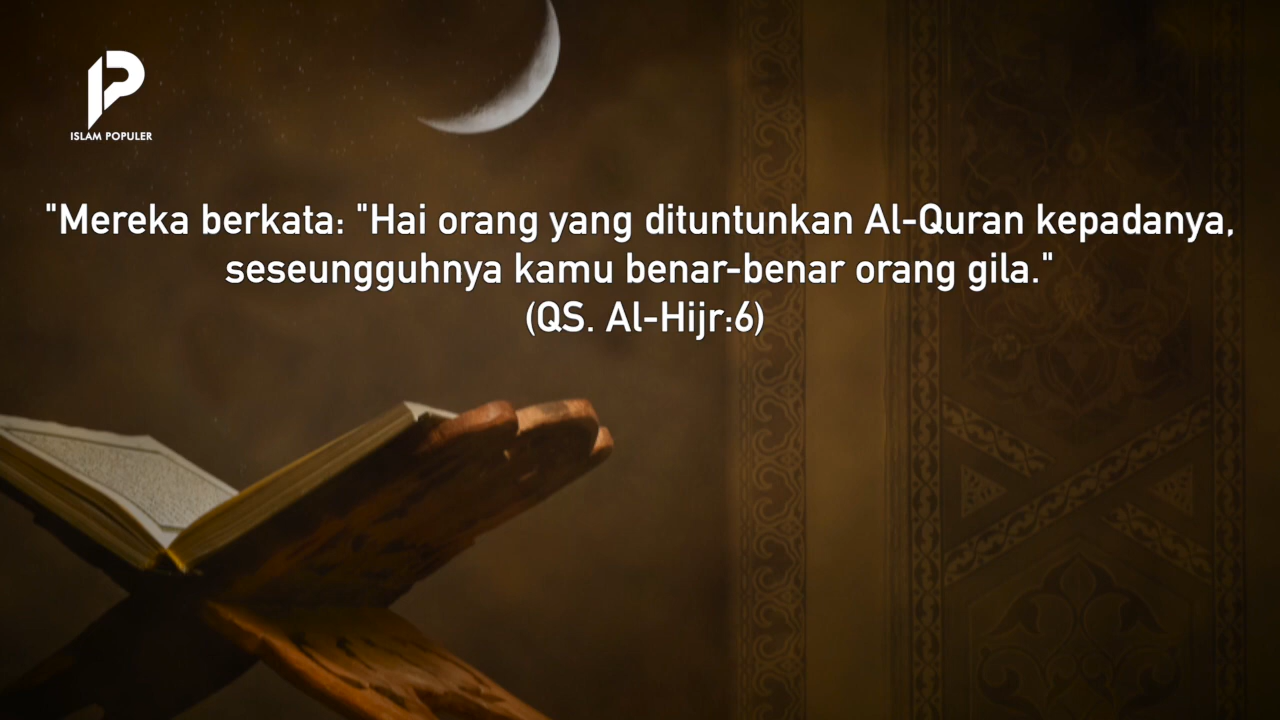 ISLAM POPULER
"Mereka berkata: "Hai orang yang dituntunkan Al-Quran kepadanya,
seseungguhnya kamu benar-benar orang gila."
(QS. Al-Hijr:6)